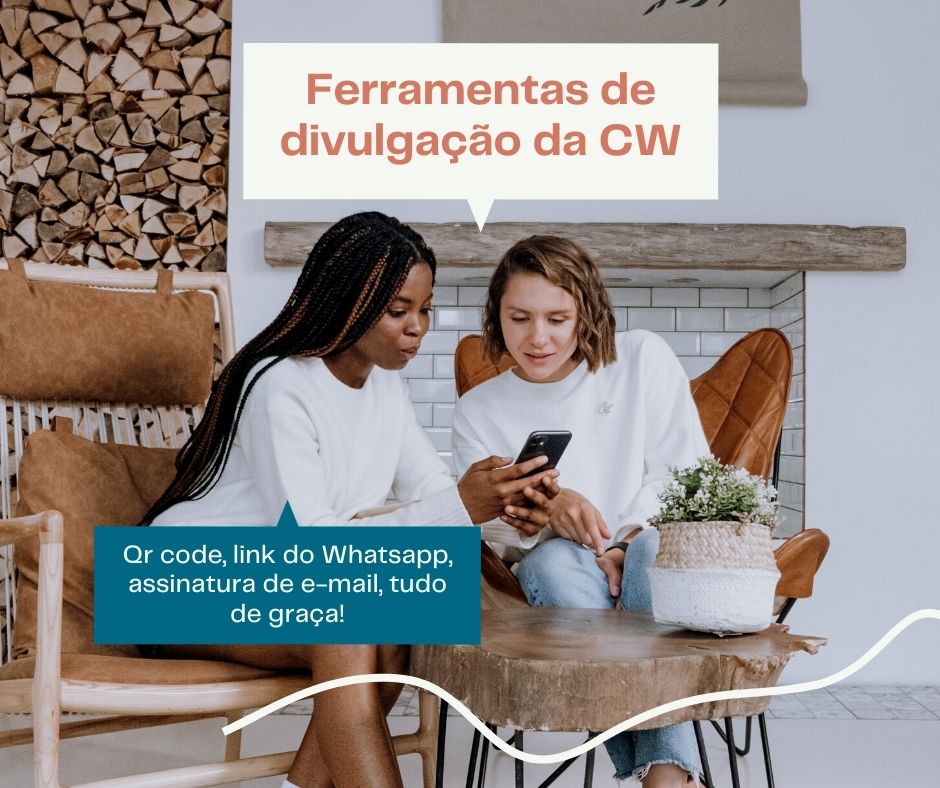 Ferramentas de
divulgação da CW
Qr code, link do Whatsapp,
assinatura de e-mail, tudo
de graça!